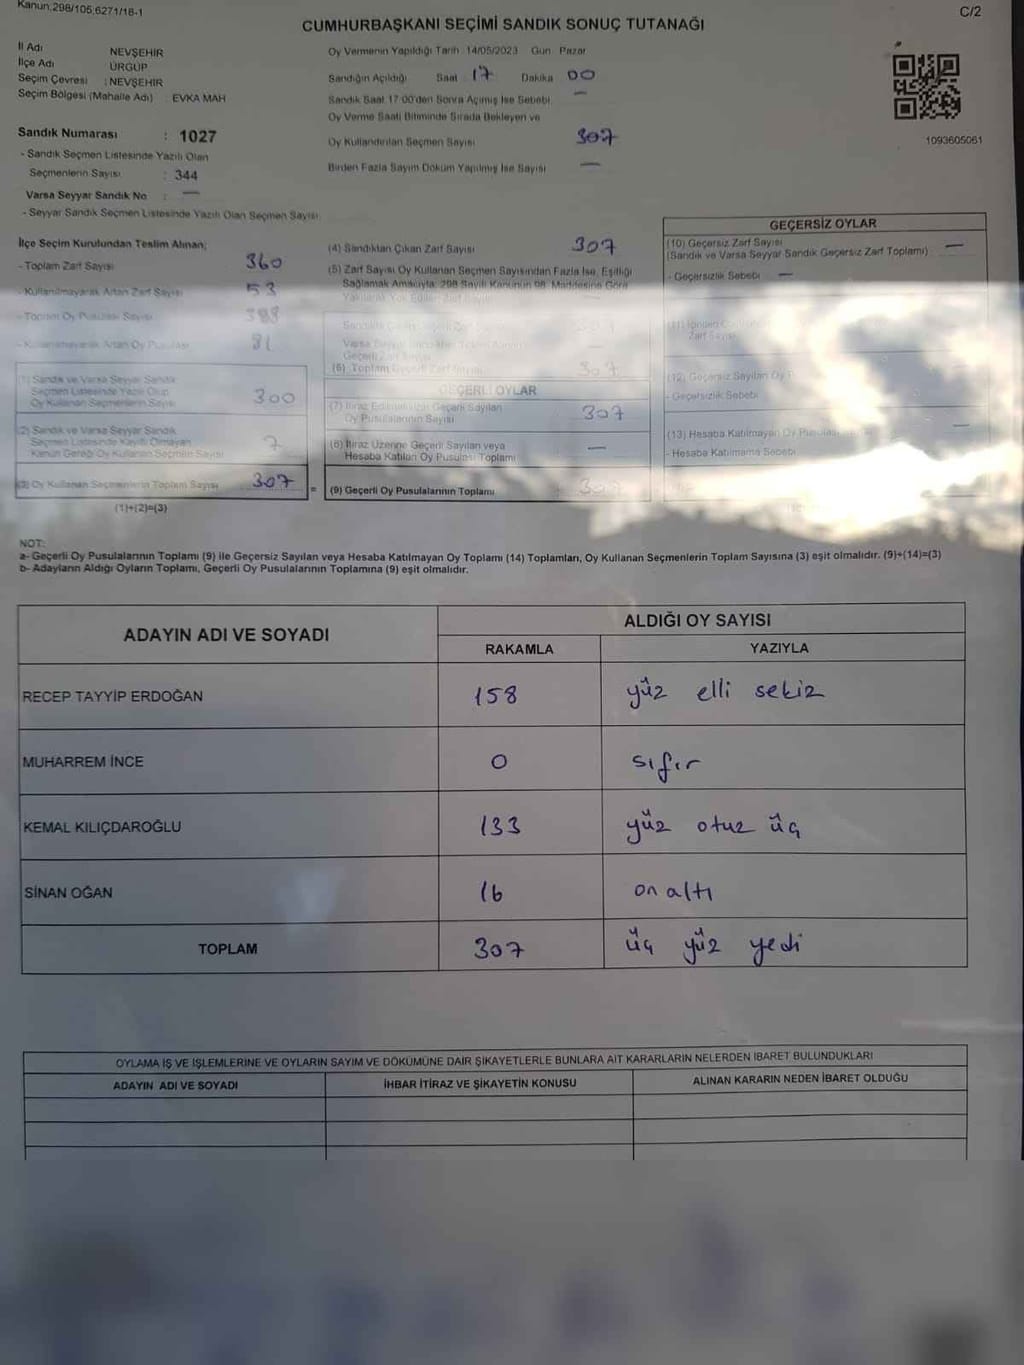 Kanun,298/105,6271/18-1
C/2
CUMHURBAŞKANI SEÇİMİ SANDIK SONUÇ TUTANAĞI
İl Adı NEVŞEHİR
İlçe Adı ÜRGÜP
Seçim Çevresi : NEVŞEHİR
Seçim Bölgesi (Mahalle Adı) : EVKA MAH
Sandık Numarası : 1027
- Sandık Seçmen Listesinde Yazılı Olan
Seçmenlerin Sayısı : 344
Varsa Seyyar Sandık No : —
- Seyyar Sandık Seçmen Listesinde Yazılı Olan Seçmen Sayısı:
Oy Vermenin Yapıldığı Tarih 14/05/2023 Gün Pazar
Sandığın Açıldığı Saat 17 Dakika 00
Sandık Saat 17:00'den Sonra Açılmış İse Sebebi —
Oy Verme Saati Bitiminde Sırada Bekleyen ve
Oy Kullandırılan Seçmen Sayısı 307
Birden Fazla Sayım Döküm Yapılmış İse Sayısı —
1093605061
İlçe Seçim Kurulundan Teslim Alınan;
- Toplam Zarf Sayısı 360
- Kullanılmayarak Artan Zarf Sayısı 53
- Toplam Oy Pusulası Sayısı
- Kullanılmayarak Artan Oy Pusulası 81
(1) Sandık ve Varsa Seyyar Sandık
Seçmen Listesinde Yazılı Olup
Oy Kullanan Seçmenlerin Sayısı 300
(2) Sandık ve Varsa Seyyar Sandık
Seçmen Listesinde Kayıtlı Olmayan
Kanun Gereği Oy Kullanan Seçmen Sayısı 7
(3) Oy Kullanan Seçmenlerin Toplam Sayısı 307
(1)+(2)=(3)
(4) Sandıktan Çıkan Zarf Sayısı 307
(5) Zarf Sayısı Oy Kullanan Seçmen Sayısından Fazla İse, Eşitliği
Sağlamak Amacıyla, 298 Sayılı Kanunun 98. Maddesine Göre
(6) Toplam Geçerli Zarf Sayısı 307
GEÇERLİ OYLAR
(7) İtiraz Edilmeksizin Geçerli Sayılan
Oy Pusulalarının Sayısı 307
(8) İtiraz Üzerine Geçerli Sayılan veya
Hesaba Katılan Oy Pusulası Toplamı —
= (9) Geçerli Oy Pusulalarının Toplamı 307
GEÇERSİZ OYLAR
(10) Geçersiz Zarf Sayısı
(Sandık ve Varsa Seyyar Sandık Geçersiz Zarf Toplamı) —
- Geçersizlik Sebebi —
Zarf Sayısı
(12) Geçersiz Sayılan Oy
- Geçersizlik Sebebi
(13) Hesaba Katılmayan Oy Pusulası —
- Hesaba Katılmama Sebebi
NOT:
a- Geçerli Oy Pusulalarının Toplamı (9) ile Geçersiz Sayılan veya Hesaba Katılmayan Oy Toplamı (14) Toplamları, Oy Kullanan Seçmenlerin Toplam Sayısına (3) eşit olmalıdır. (9)+(14)=(3)
b- Adayların Aldığı Oyların Toplamı, Geçerli Oy Pusulalarının Toplamına (9) eşit olmalıdır.
ADAYIN ADI VE SOYADI
ALDIĞI OY SAYISI
RAKAMLA YAZIYLA
RECEP TAYYİP ERDOĞAN 158 yüz elli sekiz
MUHARREM İNCE 0 sıfır
KEMAL KILIÇDAROĞLU 133 yüz otuz üç
SİNAN OĞAN 16 on altı
TOPLAM 307 üç yüz yedi
OYLAMA İŞ VE İŞLEMLERİNE VE OYLARIN SAYIM VE DÖKÜMÜNE DAİR ŞİKAYETLERLE BUNLARA AİT KARARLARIN NELERDEN İBARET BULUNDUKLARI
ADAYIN ADI VE SOYADI İHBAR İTİRAZ VE ŞİKAYETİN KONUSU ALINAN KARARIN NEDEN İBARET OLDUĞU